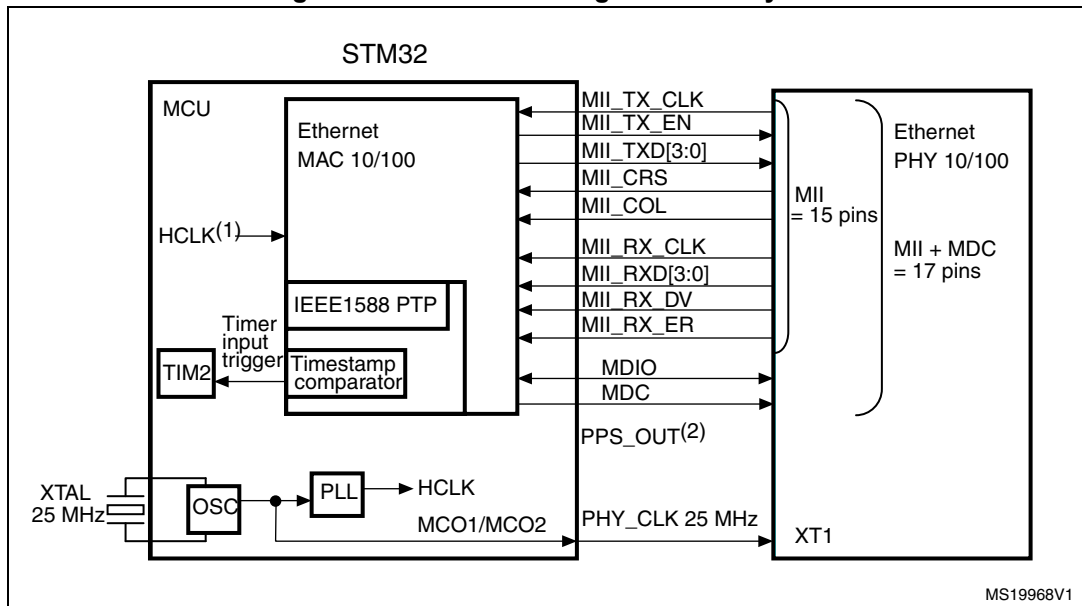 STM32
MCU
Ethernet
MAC 10/100
HCLK(1)
IEEE1588 PTP
Timer
input
trigger
Timestamp
comparator
TIM2
XTAL
25 MHz
OSC
PLL
HCLK
MCO1/MCO2
MII_TX_CLK
MII_TX_EN
MII_TXD[3:0]
MII_CRS
MII_COL
MII_RX_CLK
MII_RXD[3:0]
MII_RX_DV
MII_RX_ER
MDIO
MDC
PPS_OUT(2)
PHY_CLK 25 MHz
MII
= 15 pins
Ethernet
PHY 10/100
MII + MDC
= 17 pins
XT1
MS19968V1